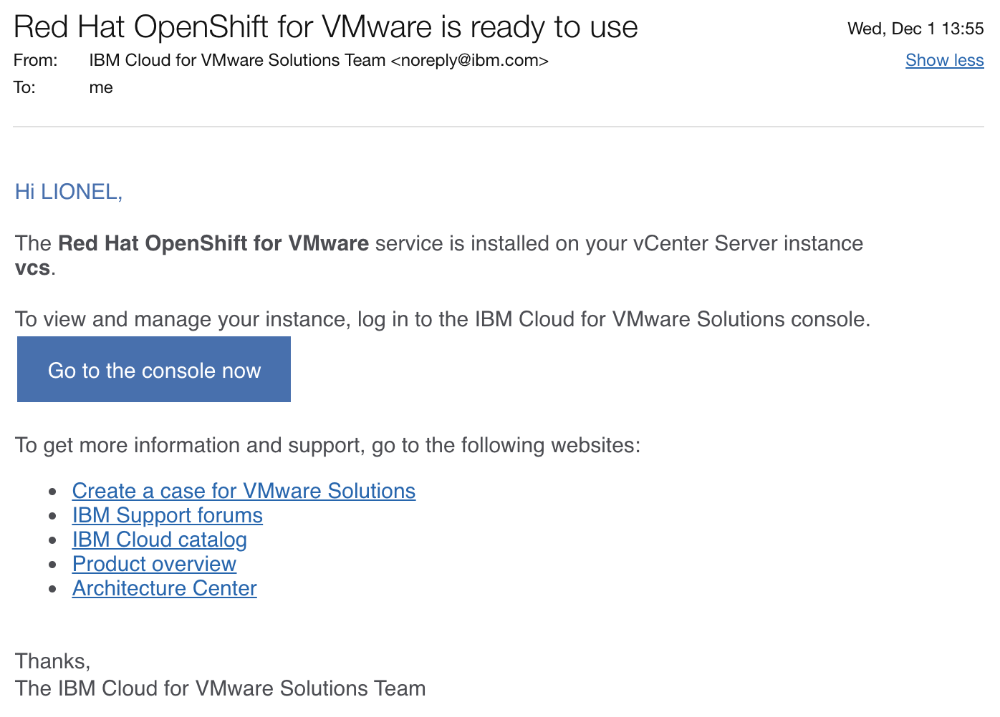 Red Hat OpenShift for VMware is ready to use
Wed, Dec 1 13:55
From: IBM Cloud for VMware Solutions Team <noreply@ibm.com>
Show less
To: me
Hi LIONEL,
The Red Hat OpenShift for VMware service is installed on your vCenter Server instance
vcs.
To view and manage your instance, log in to the IBM Cloud for VMware Solutions console.
Go to the console now
To get more information and support, go to the following websites:
• Create a case for VMware Solutions
• IBM Support forums
• IBM Cloud catalog
• Product overview
• Architecture Center
Thanks,
The IBM Cloud for VMware Solutions Team